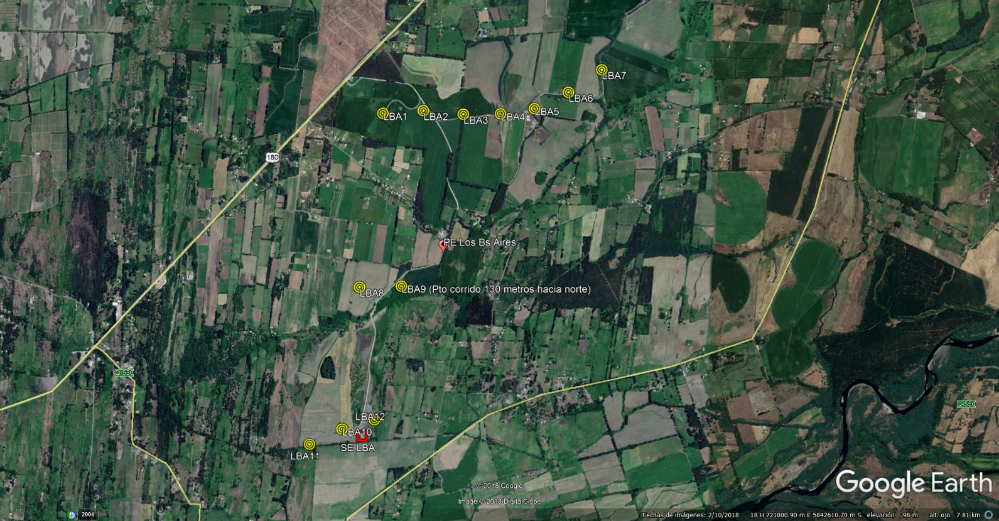 LBA7
LBA6
LBA5
LBA1
LBA2
LBA3
LBA4
180
PE Los Bs Aires
LBA8
LBA9 (Pto corrido 130 metros hacia norte)
Q-530
LBA12
LBA10
SE LBA
LBA11
Q-550
© 2018 Google
Image © 2018 DigitalGlobe
Google Earth
2004
Fechas de imágenes: 2/10/2018 18 H 721000.90 m E 5842610.70 m S elevación 98 m alt. ojo 7.81 km